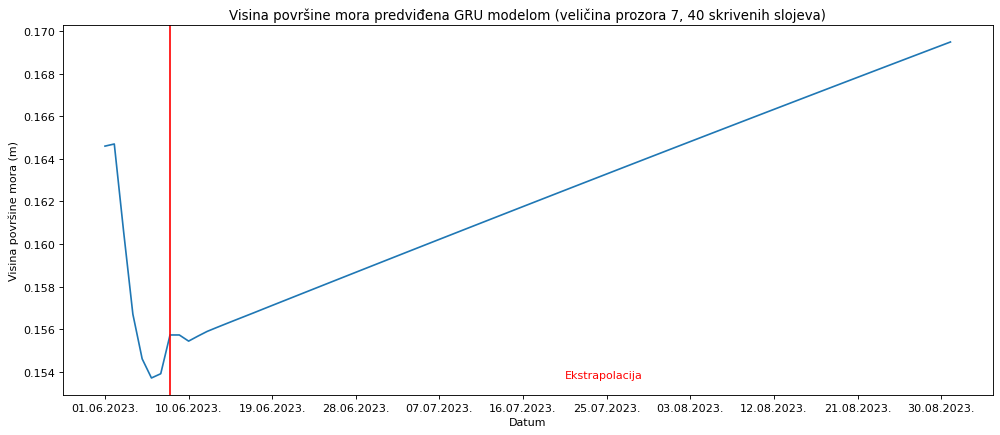 Visina površine mora predviđena GRU modelom (veličina prozora 7, 40 skrivenih slojeva)
0.170
0.168
0.166
0.164
0.162
0.160
0.158
0.156
0.154
Visina površine mora (m)
Ekstrapolacija
01.06.2023. 10.06.2023. 19.06.2023. 28.06.2023. 07.07.2023. 16.07.2023. 25.07.2023. 03.08.2023. 12.08.2023. 21.08.2023. 30.08.2023.
Datum